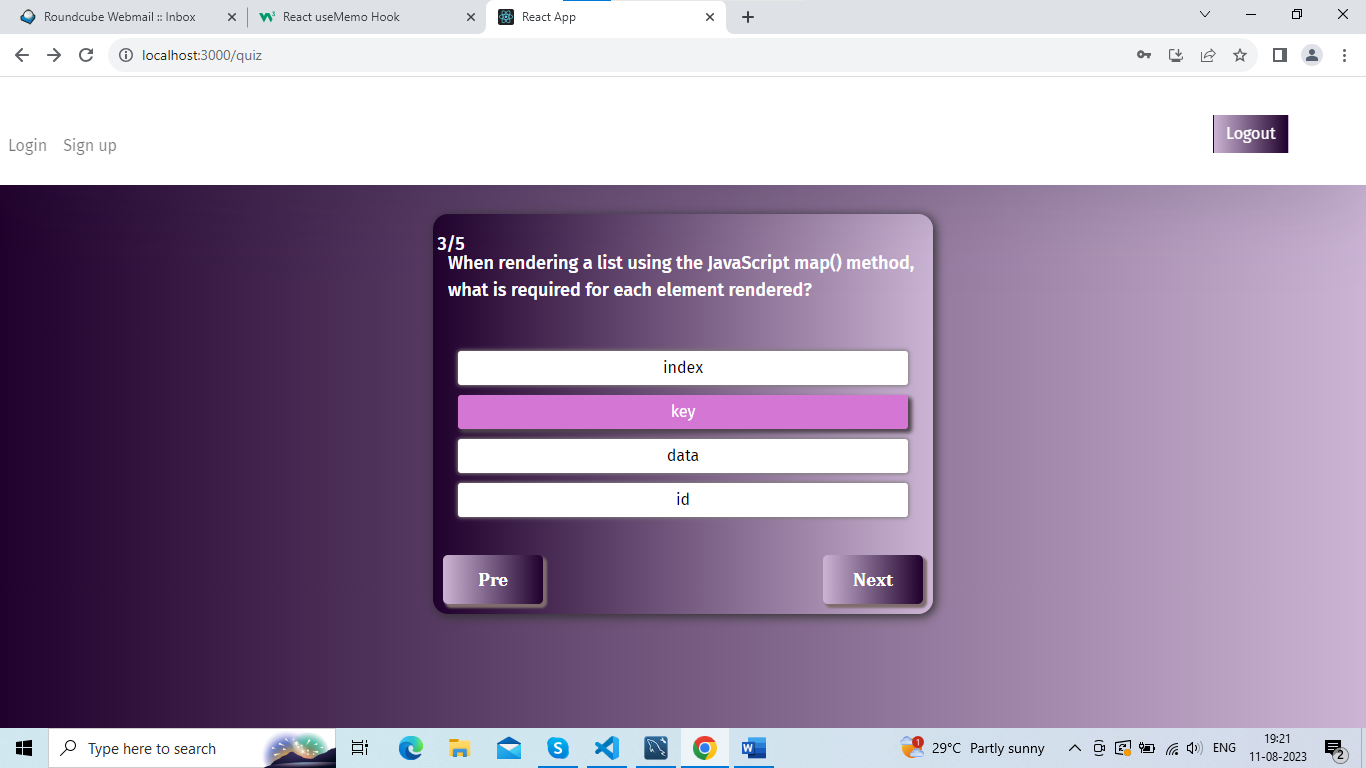 Roundcube Webmail :: Inbox
React useMemo Hook
React App
localhost:3000/quiz
Login Sign up
Logout
3/5
When rendering a list using the JavaScript map() method,
what is required for each element rendered?
index
key
data
id
Pre
Next
Type here to search
1
29°C Partly sunny
ENG
19:21
11-08-2023
2